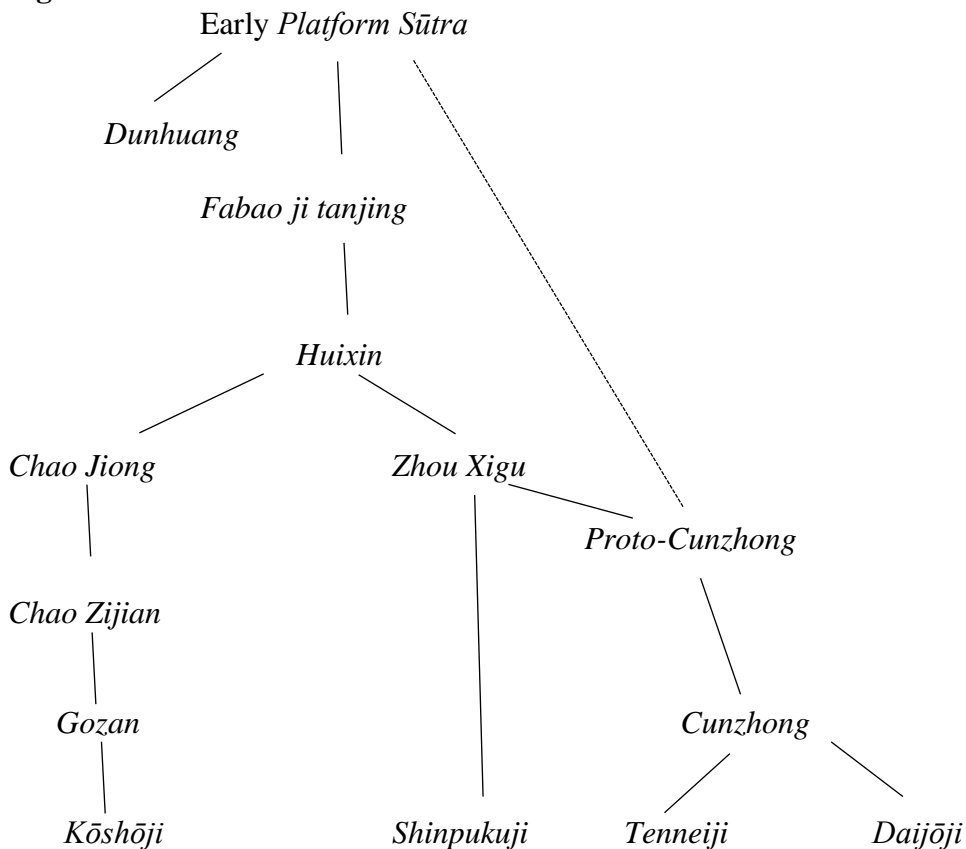 Early Platform Sūtra
Dunhuang
Fabao ji tanjing
Huixin
Chao Jiong
Zhou Xigu
Proto-Cunzhong
Chao Zijian
Gozan
Cunzhong
Kōshōji
Shinpukuji
Tenneiji
Daijōji